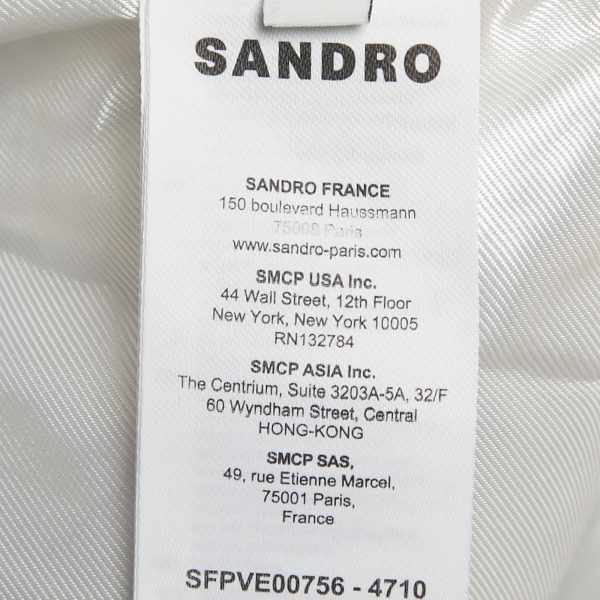 SANDRO
SANDRO FRANCE
150 boulevard Haussmann
75008 Paris
www.sandro-paris.com
SMCP USA Inc.
44 Wall Street, 12th Floor
New York, New York 10005
RN132784
SMCP ASIA Inc.
The Centrium, Suite 3203A-5A, 32/F
60 Wyndham Street, Central
HONG-KONG
SMCP SAS,
49, rue Etienne Marcel,
75001 Paris,
France
SFPVE00756 - 4710